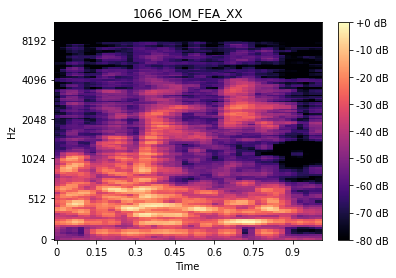 1066_IOM_FEA_XX
+0 dB
8192
-10 dB
4096
-20 dB
-30 dB
2048
Hz
-40 dB
1024
-50 dB
512
-60 dB
-70 dB
0
-80 dB
0 0.15 0.3 0.45 0.6 0.75 0.9
Time